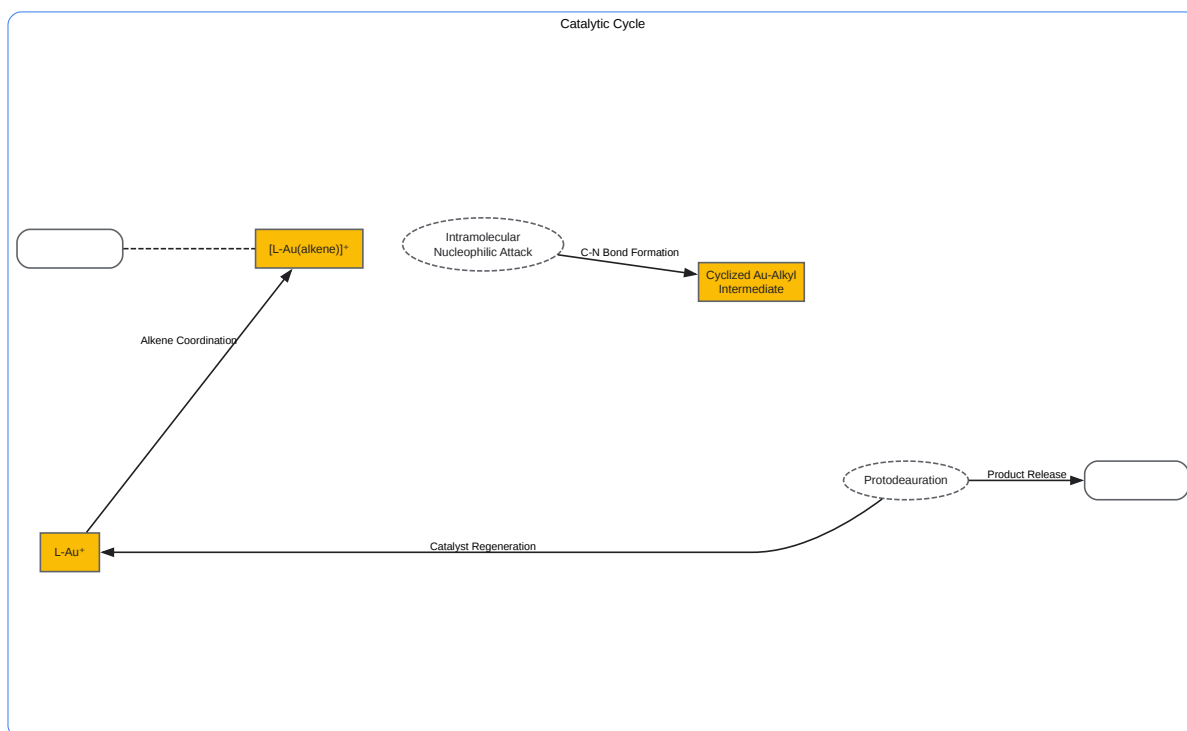 Catalytic Cycle
Intramolecular
Nucleophilic Attack
C-N Bond Formation
[L-Au(alkene)]⁺
Cyclized Au-Alkyl
Intermediate
Alkene Coordination
Product Release
Protodeauration
Catalyst Regeneration
L-Au⁺